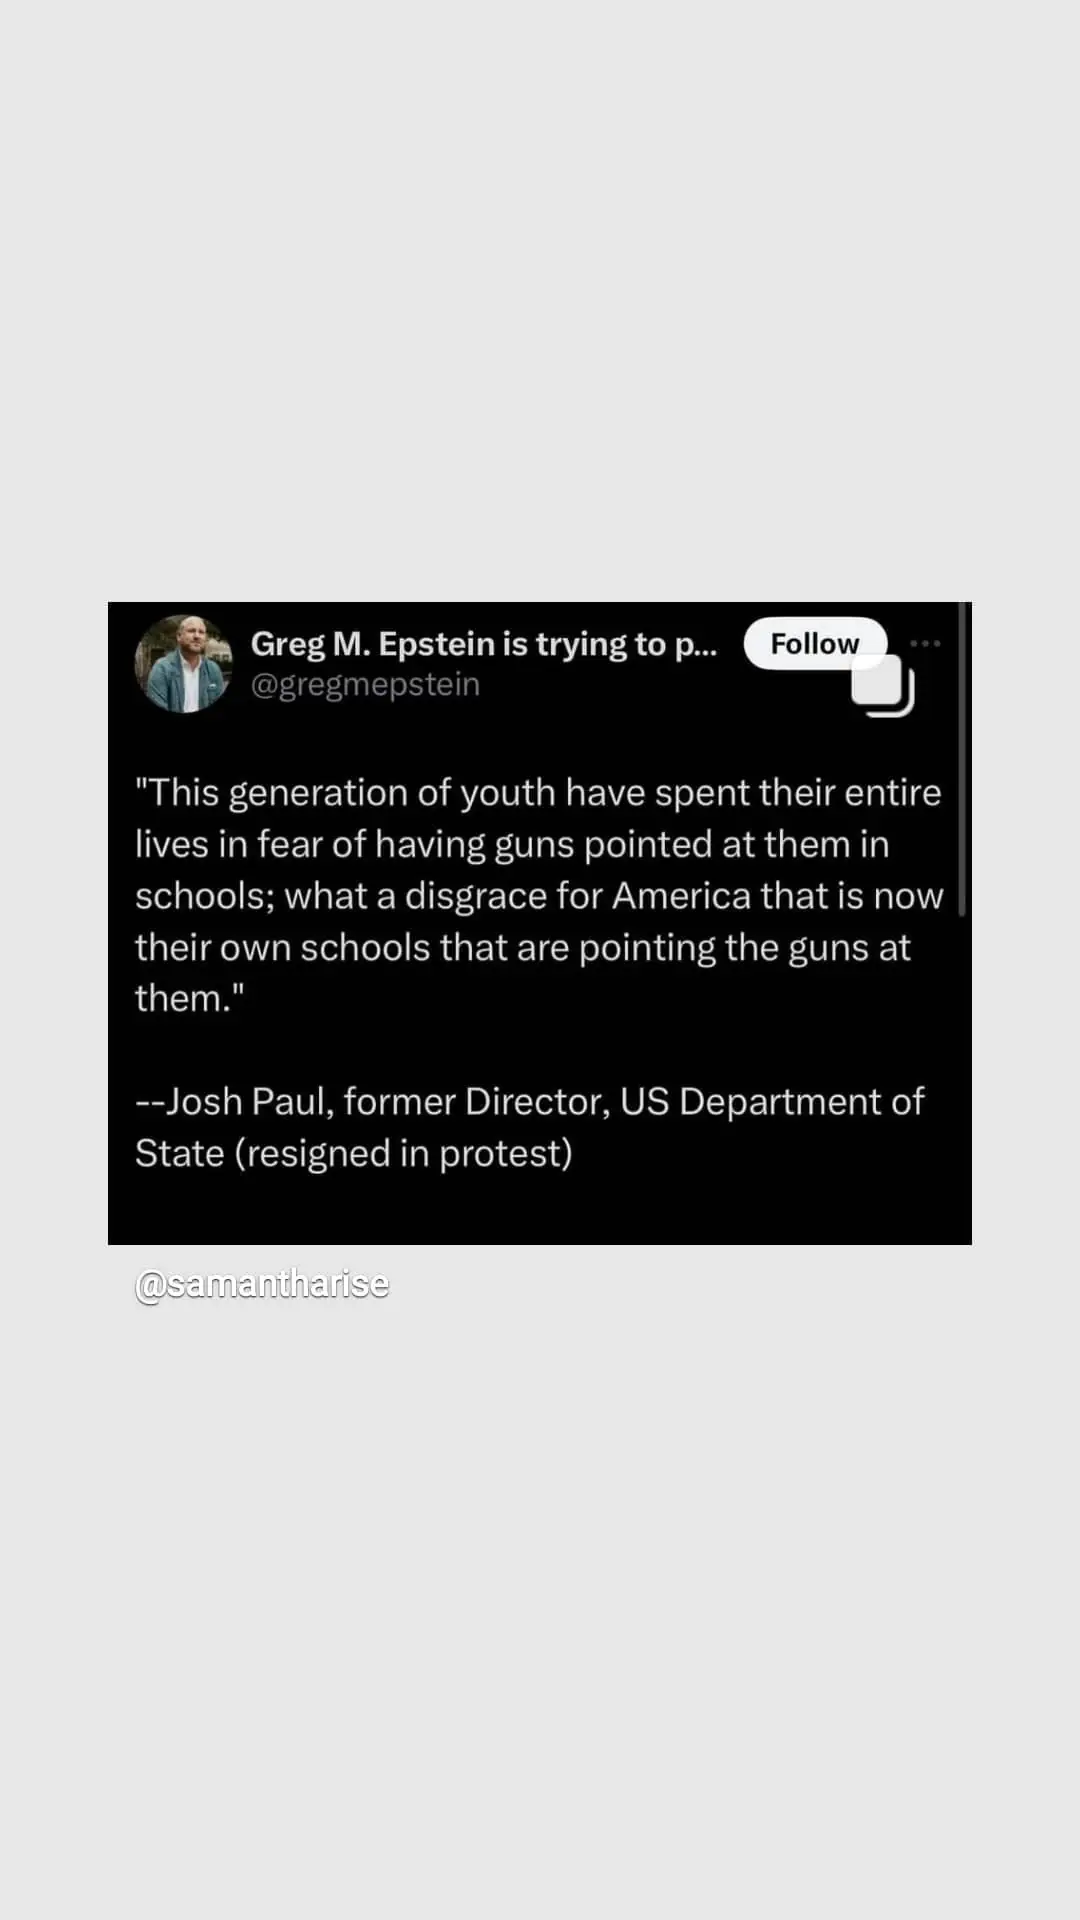 Greg M. Epstein is trying to p...
Follow
@gregmepstein
"This generation of youth have spent their entire
lives in fear of having guns pointed at them in
schools; what a disgrace for America that is now
their own schools that are pointing the guns at
them."
--Josh Paul, former Director, US Department of
State (resigned in protest)
@samantharise